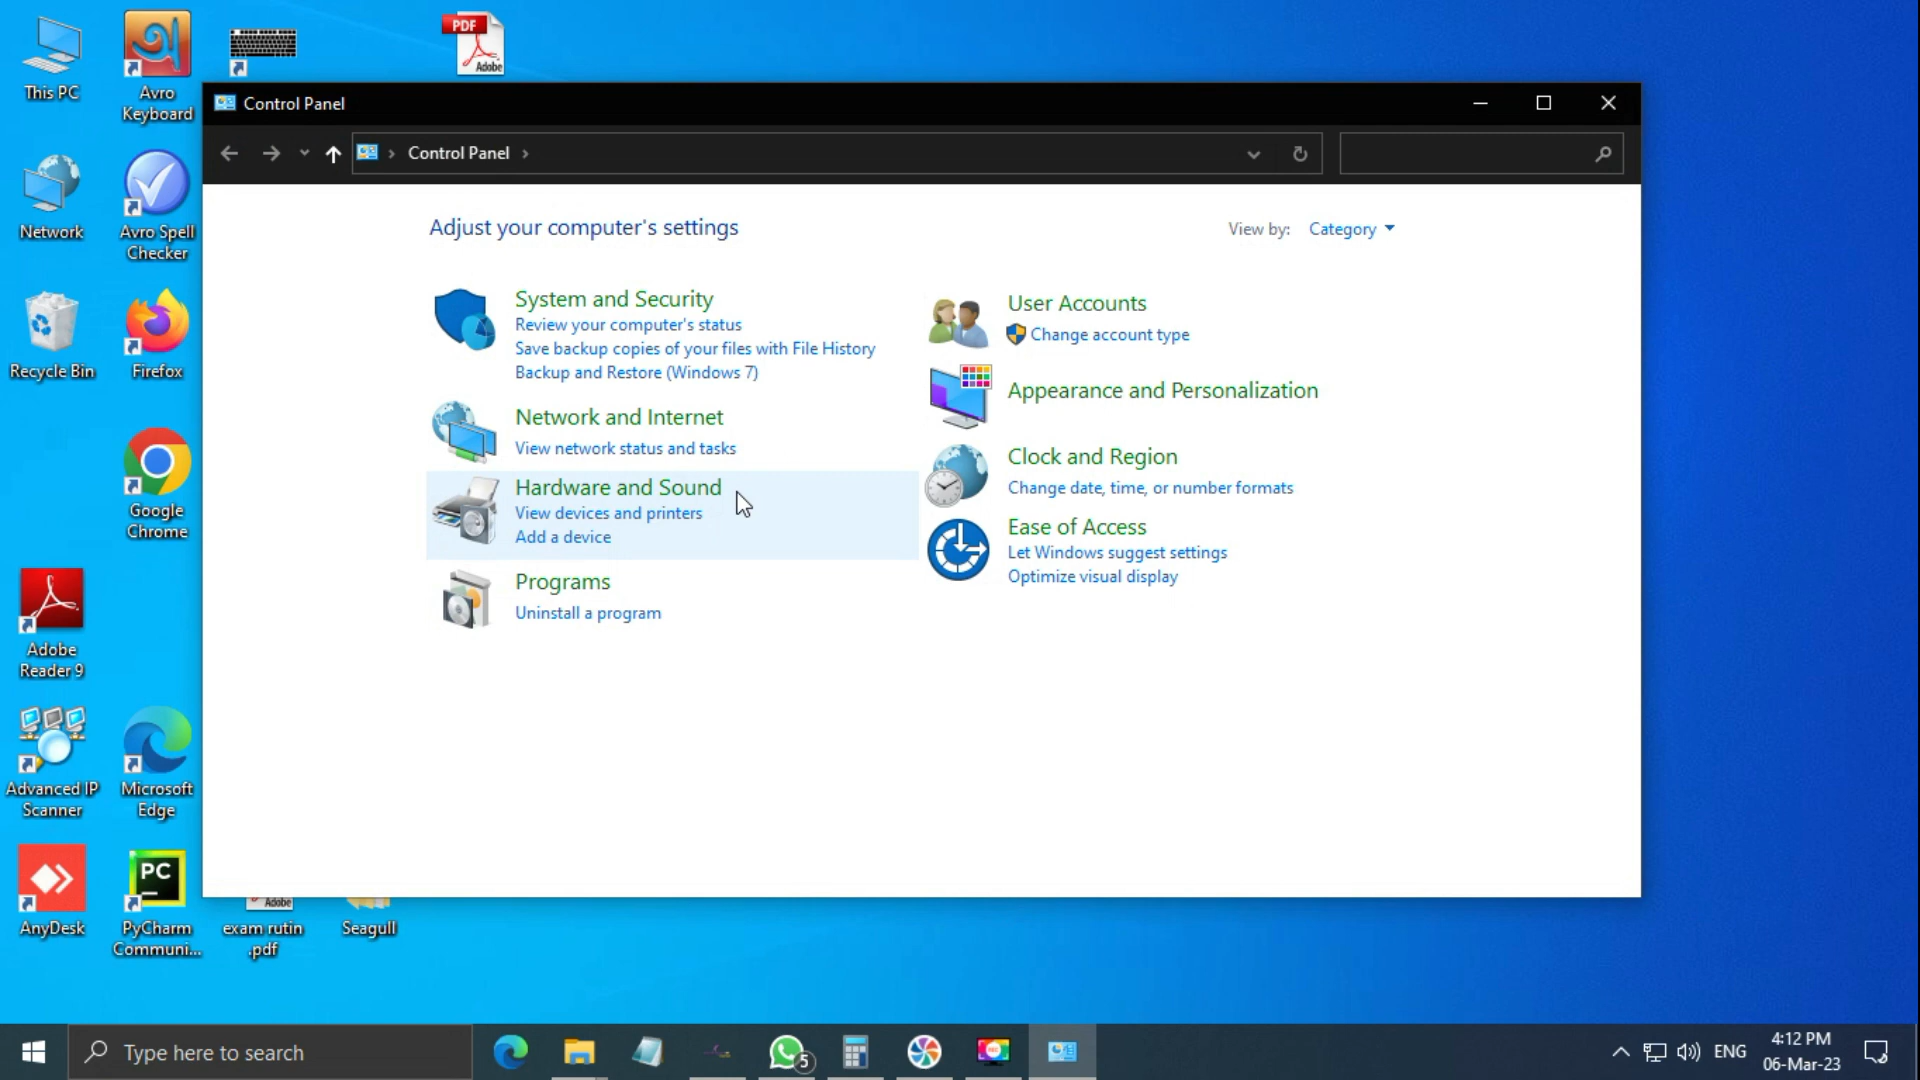 This PC
Avro
Keyboard
PDF
Adobe
Network
Avro Spell
Checker
Recycle Bin
Firefox
Google
Chrome
Adobe
Reader 9
Advanced IP
Scanner
Microsoft
Edge
AnyDesk
PC
PyCharm
Communi...
Adobe
exam rutin
.pdf
Seagull
Control Panel
Control Panel
Adjust your computer's settings
View by: Category
System and Security
Review your computer's status
Save backup copies of your files with File History
Backup and Restore (Windows 7)
Network and Internet
View network status and tasks
Hardware and Sound
View devices and printers
Add a device
Programs
Uninstall a program
User Accounts
Change account type
Appearance and Personalization
Clock and Region
Change date, time, or number formats
Ease of Access
Let Windows suggest settings
Optimize visual display
Type here to search
5
ENG
4:12 PM
06-Mar-23